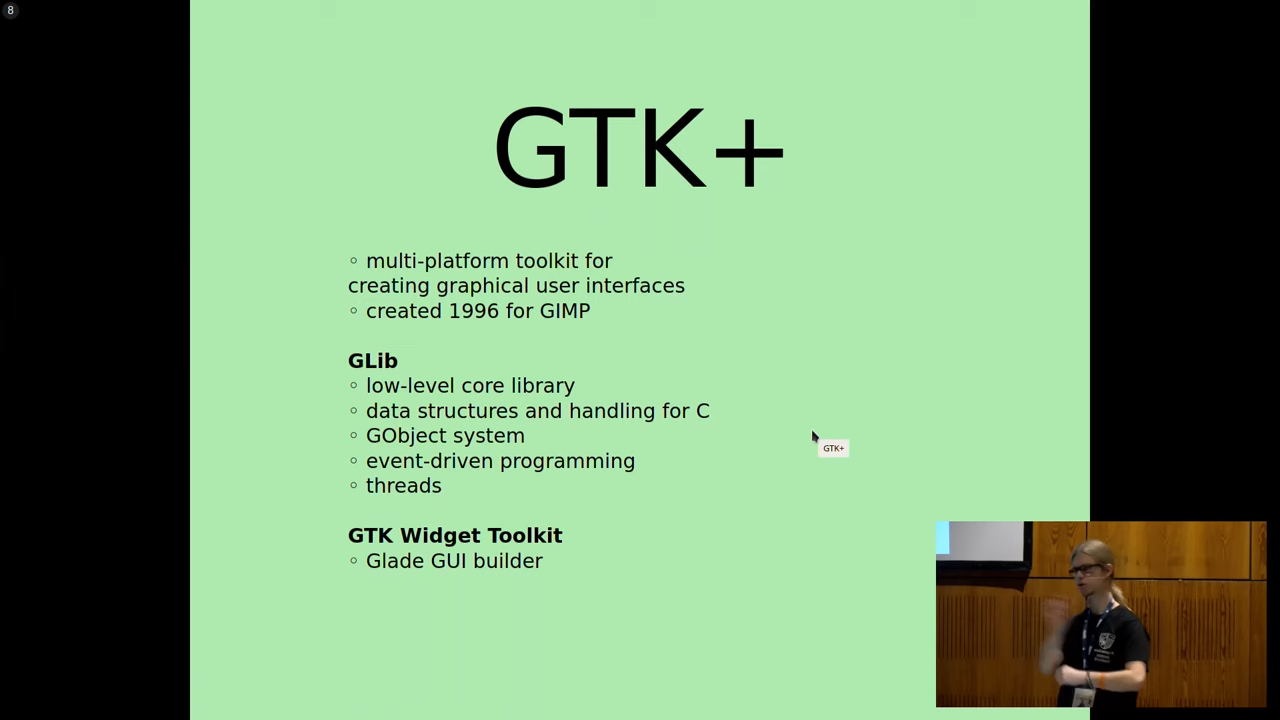 8
GTK+
◦ multi-platform toolkit for
creating graphical user interfaces
◦ created 1996 for GIMP
GLib
◦ low-level core library
◦ data structures and handling for C
◦ GObject system
◦ event-driven programming
◦ threads
GTK+
GTK Widget Toolkit
◦ Glade GUI builder